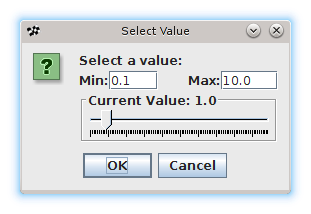 Select Value
?
Select a value:
Min: 0.1 Max: 10.0
Current Value: 1.0
OK Cancel